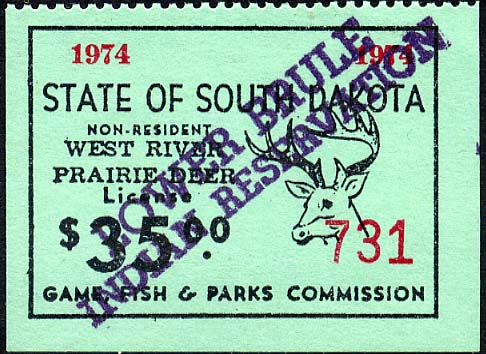 1974 1974
STATE OF SOUTH DAKOTA
NON-RESIDENT
WEST RIVER
PRAIRIE DEER
License
$35.00
731
GAME, FISH & PARKS COMMISSION
LOWER BRULE
INDIAN RESERVATION